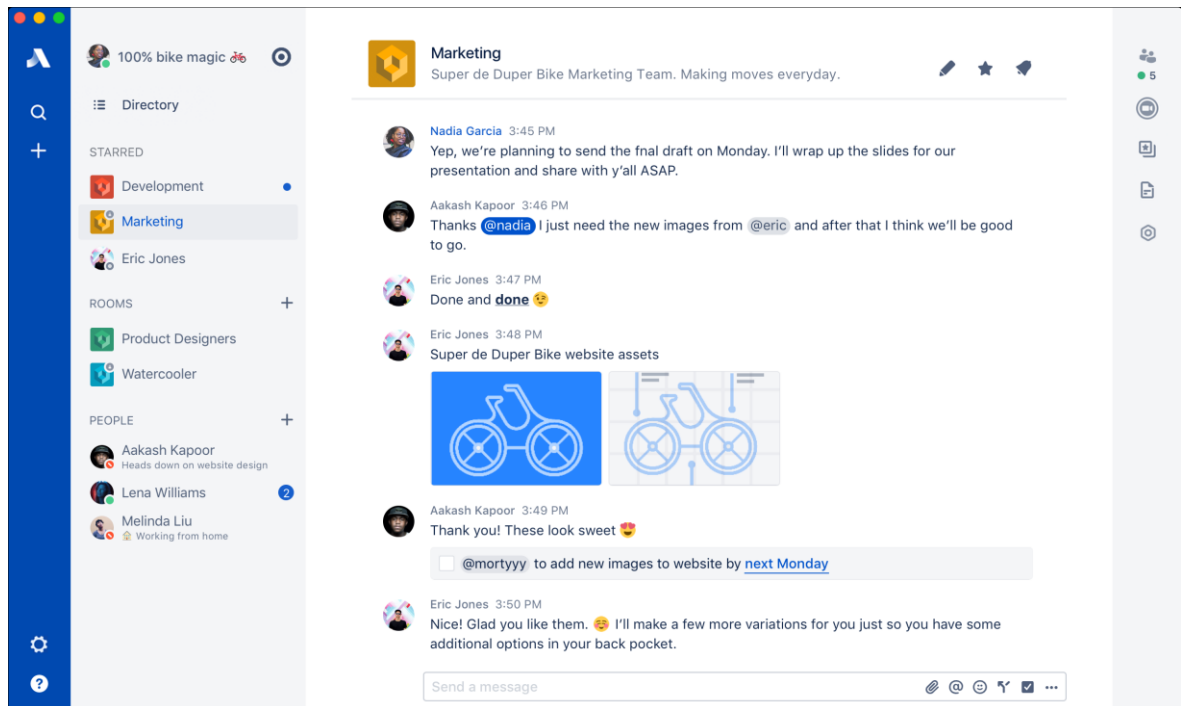 100% bike magic 🚲
Directory
STARRED
Development
Marketing
Eric Jones
ROOMS
Product Designers
Watercooler
PEOPLE
Aakash Kapoor
Heads down on website design
Lena Williams
2
Melinda Liu
🏠 Working from home
Marketing
Super de Duper Bike Marketing Team. Making moves everyday.
Nadia Garcia 3:45 PM
Yep, we're planning to send the fnal draft on Monday. I'll wrap up the slides for our
presentation and share with y'all ASAP.
Aakash Kapoor 3:46 PM
Thanks @nadia I just need the new images from @eric and after that I think we'll be good
to go.
Eric Jones 3:47 PM
Done and done 😉
Eric Jones 3:48 PM
Super de Duper Bike website assets
Aakash Kapoor 3:49 PM
Thank you! These look sweet 😍
@mortyyy to add new images to website by next Monday
Eric Jones 3:50 PM
Nice! Glad you like them. ☺️ I'll make a few more variations for you just so you have some
additional options in your back pocket.
Send a message
5